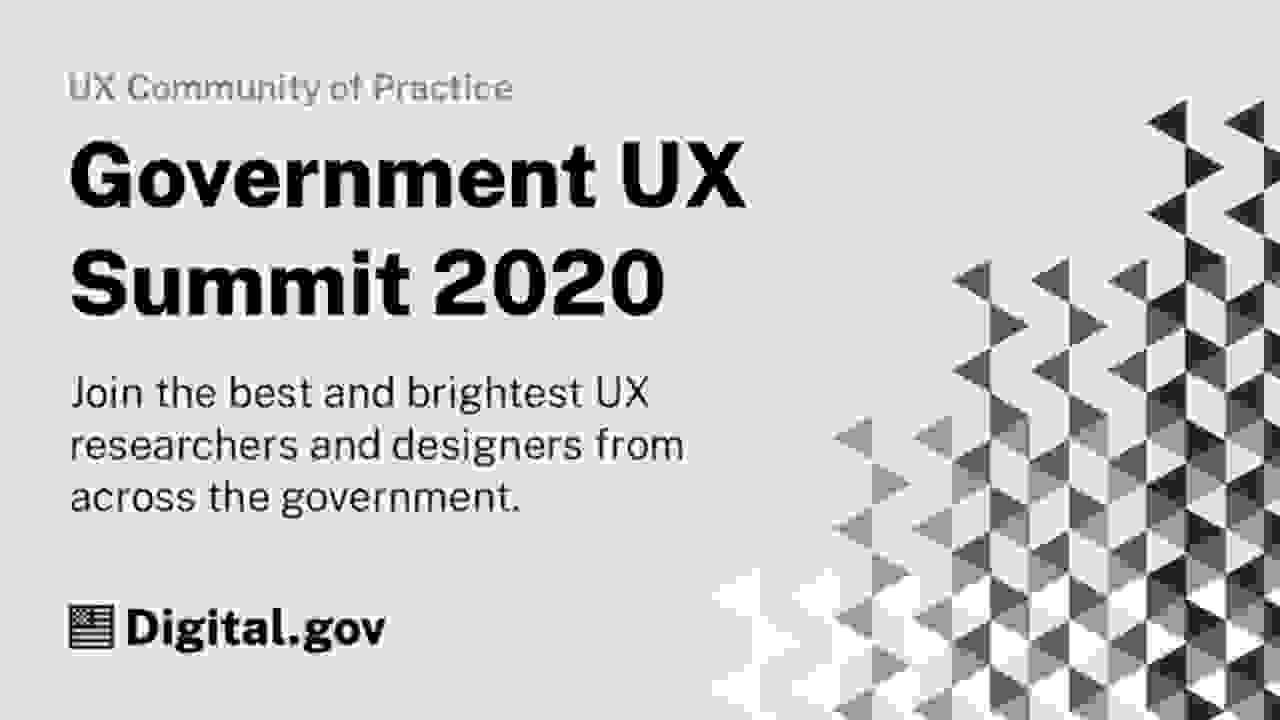 UX Community of Practice
Government UX
Summit 2020
Join the best and brightest UX
researchers and designers from
across the government.
Digital.gov